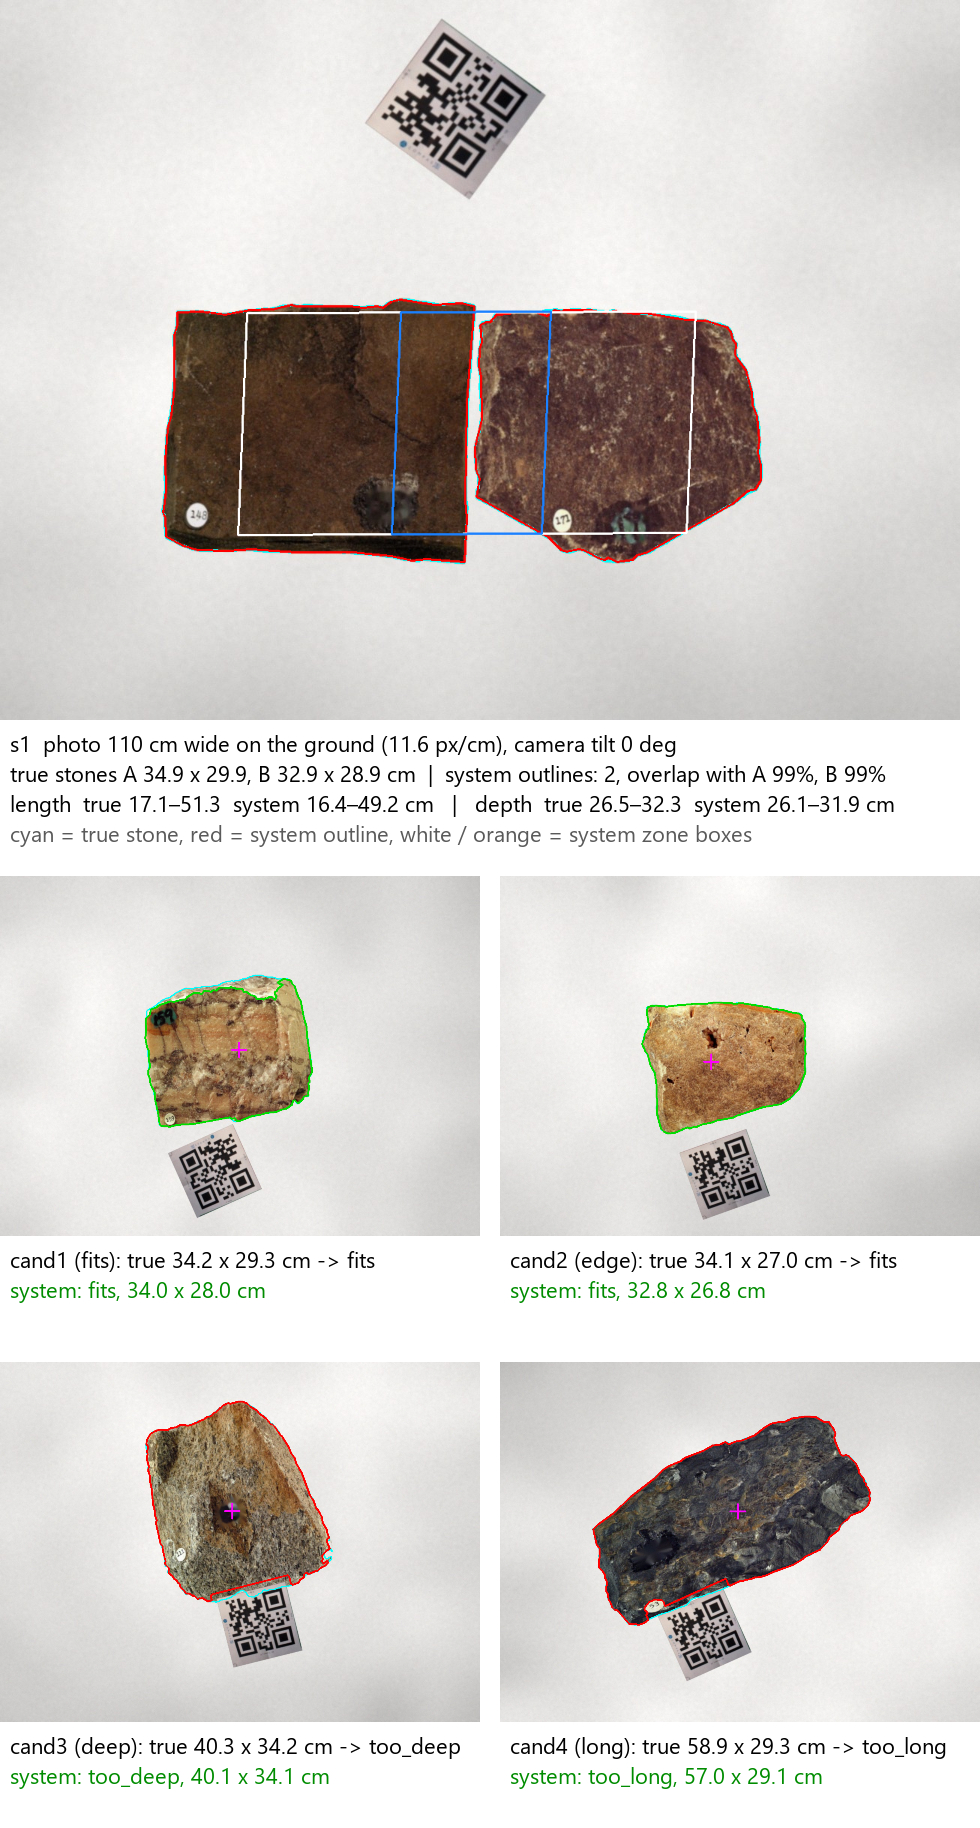 148
172
s1 photo 110 cm wide on the ground (11.6 px/cm), camera tilt 0 deg
true stones A 34.9 x 29.9, B 32.9 x 28.9 cm | system outlines: 2, overlap with A 99%, B 99%
length true 17.1–51.3 system 16.4–49.2 cm | depth true 26.5–32.3 system 26.1–31.9 cm
cyan = true stone, red = system outline, white / orange = system zone boxes
159
cand1 (fits): true 34.2 x 29.3 cm -> fits
system: fits, 34.0 x 28.0 cm
cand2 (edge): true 34.1 x 27.0 cm -> fits
system: fits, 32.8 x 26.8 cm
cand3 (deep): true 40.3 x 34.2 cm -> too_deep
system: too_deep, 40.1 x 34.1 cm
cand4 (long): true 58.9 x 29.3 cm -> too_long
system: too_long, 57.0 x 29.1 cm